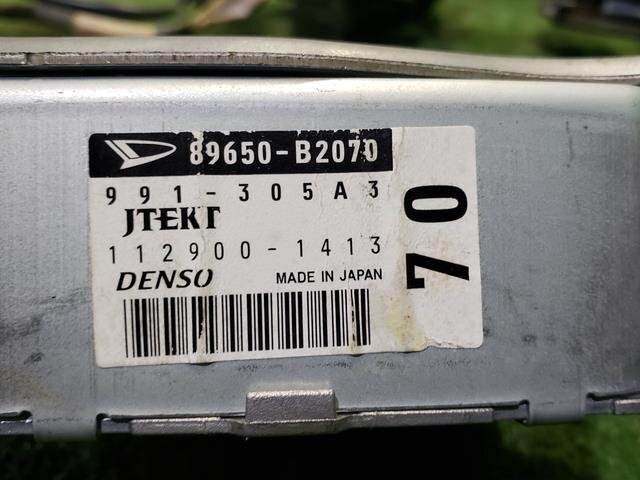 89650-B2070
991-305A3
JTEKT
112900-1413
DENSO MADE IN JAPAN
70